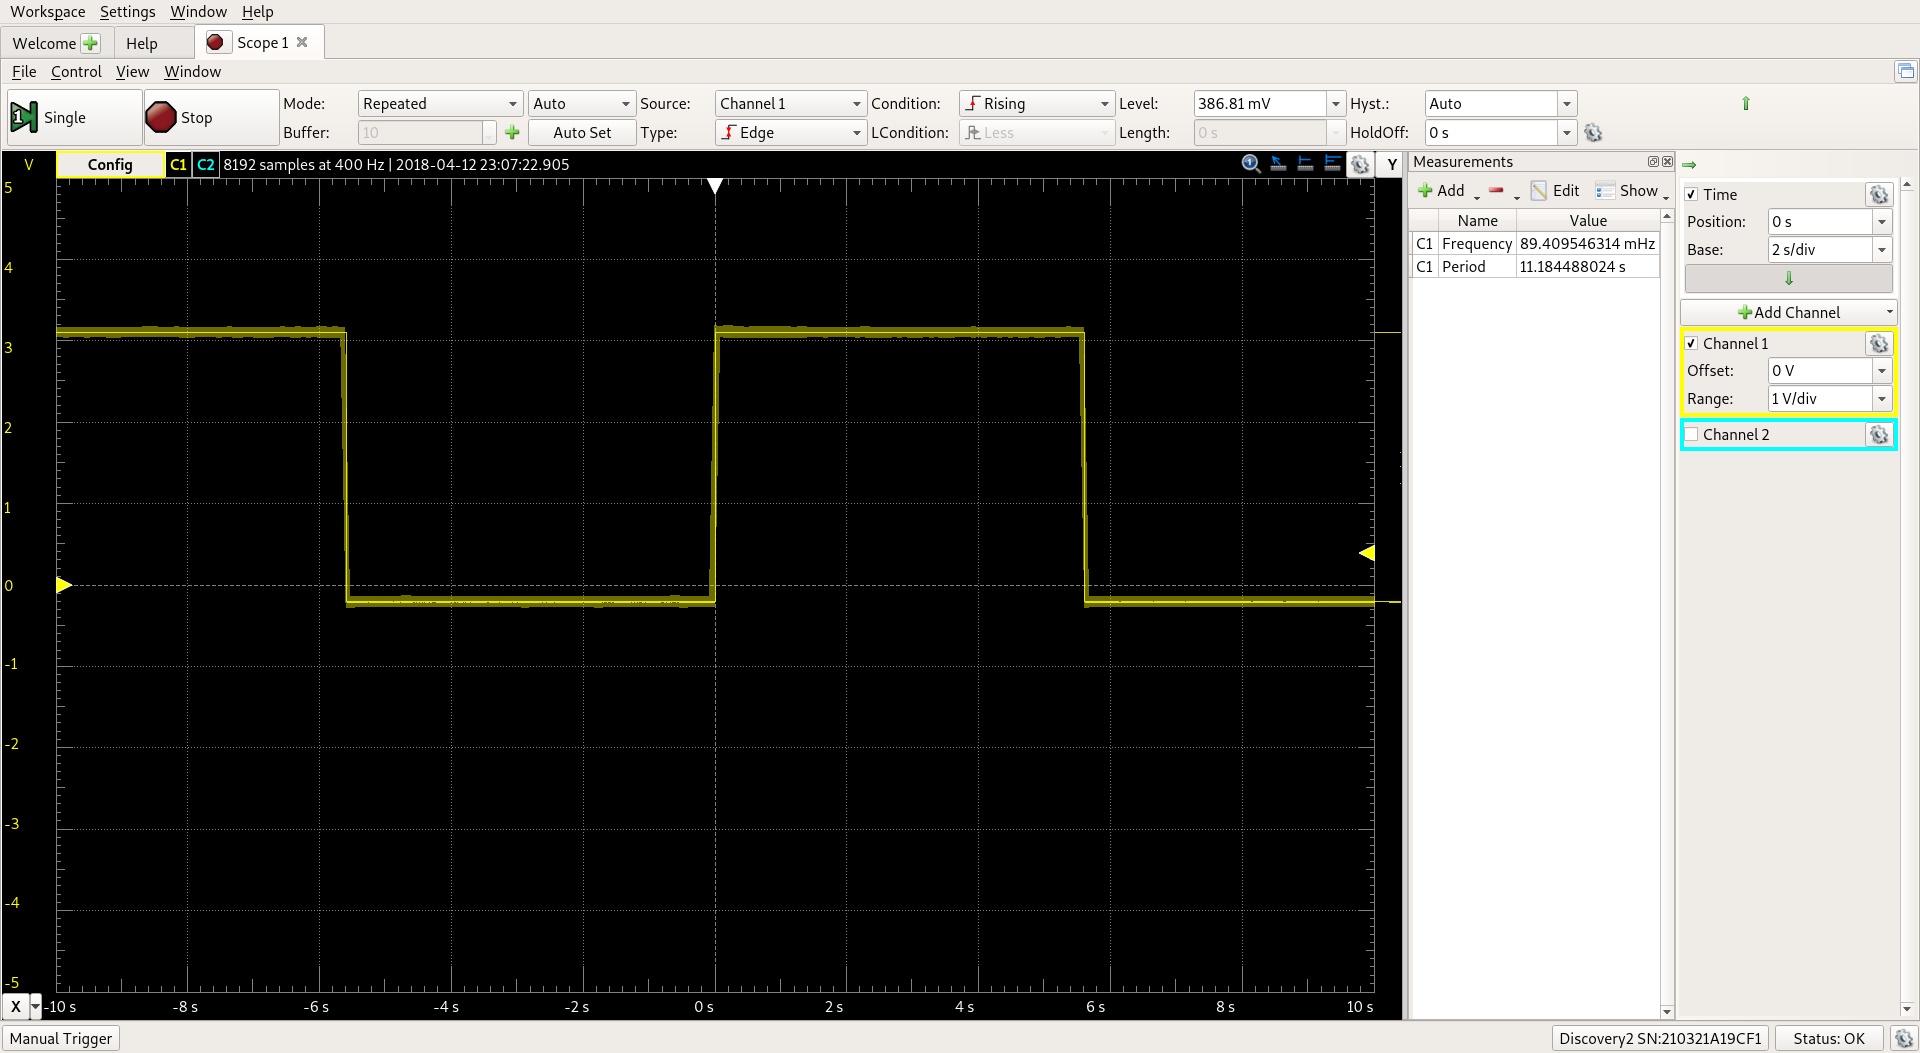 Workspace Settings Window Help
Welcome Help Scope 1
File Control View Window
Single Stop Mode: Repeated Auto Source: Channel 1 Condition: Rising Level: 386.81 mV Hyst.: Auto
Buffer: 10 Auto Set Type: Edge LCondition: Less Length: 0 s HoldOff: 0 s
V Config C1 C2 8192 samples at 400 Hz | 2018-04-12 23:07:22.905 Y
5
4
3
2
1
0
-1
-2
-3
-4
-5
X -10 s -8 s -6 s -4 s -2 s 0 s 2 s 4 s 6 s 8 s 10 s
Measurements
Add Edit Show
Name Value
C1 Frequency 89.409546314 mHz
C1 Period 11.184488024 s
Time
Position: 0 s
Base: 2 s/div
Add Channel
Channel 1
Offset: 0 V
Range: 1 V/div
Channel 2
Manual Trigger Discovery2 SN:210321A19CF1 Status: OK